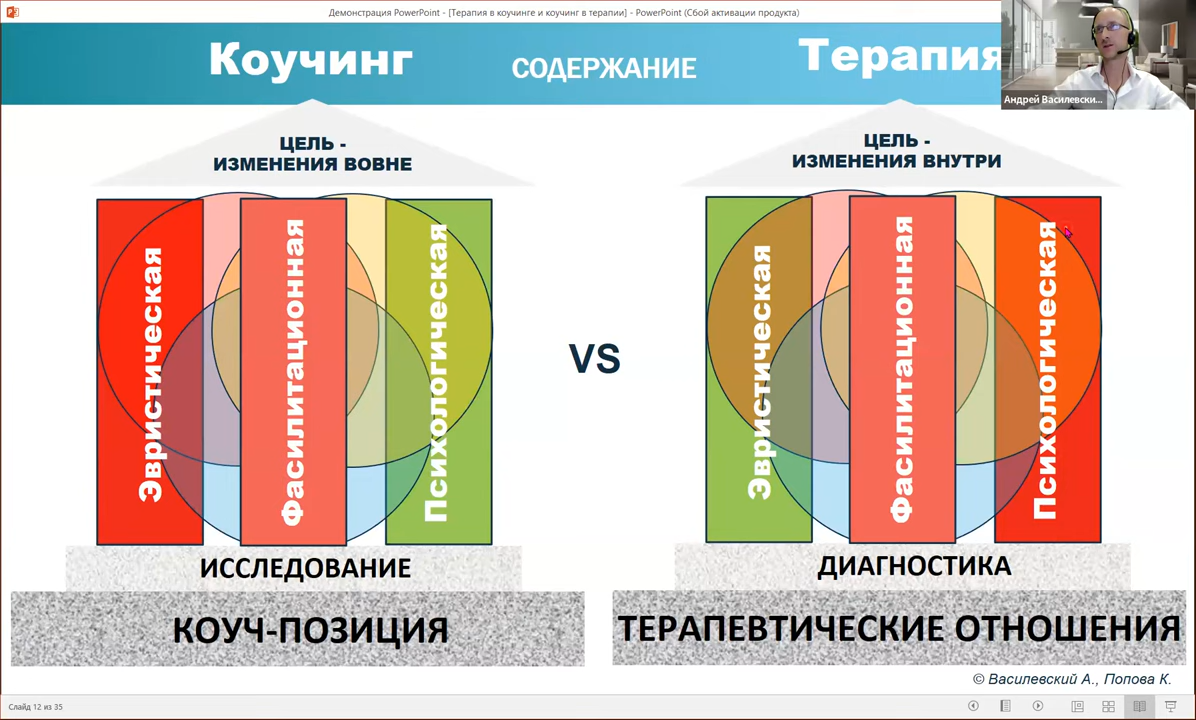 Демонстрация PowerPoint - [Терапия в коучинге и коучинг в терапии] - PowerPoint (Сбой активации продукта)
Коучинг
СОДЕРЖАНИЕ
Терапия
Андрей Василевски...
ЦЕЛЬ -
ИЗМЕНЕНИЯ ВОВНЕ
ЦЕЛЬ -
ИЗМЕНЕНИЯ ВНУТРИ
Эвристическая
Фасилитационная
Психологическая
VS
Эвристическая
Фасилитационная
Психологическая
ИССЛЕДОВАНИЕ
ДИАГНОСТИКА
КОУЧ-ПОЗИЦИЯ
ТЕРАПЕВТИЧЕСКИЕ ОТНОШЕНИЯ
© Василевский А., Попова К.
Слайд 12 из 35